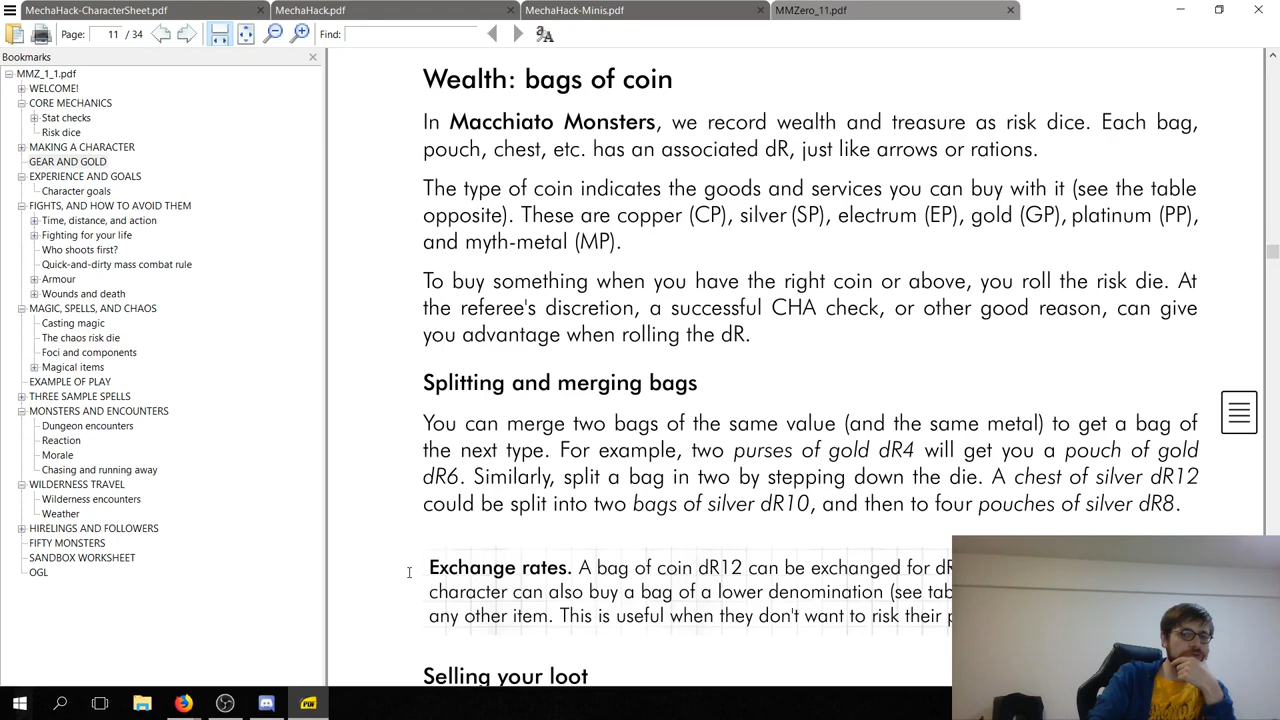 MechaHack-CharacterSheet.pdf
MechaHack.pdf
MechaHack-Minis.pdf
MMZero_11.pdf
Page: 11 / 34
Find:
Bookmarks
MMZ_1_1.pdf
WELCOME!
CORE MECHANICS
Stat checks
Risk dice
MAKING A CHARACTER
GEAR AND GOLD
EXPERIENCE AND GOALS
Character goals
FIGHTS, AND HOW TO AVOID THEM
Time, distance, and action
Fighting for your life
Who shoots first?
Quick-and-dirty mass combat rule
Armour
Wounds and death
MAGIC, SPELLS, AND CHAOS
Casting magic
The chaos risk die
Foci and components
Magical items
EXAMPLE OF PLAY
THREE SAMPLE SPELLS
MONSTERS AND ENCOUNTERS
Dungeon encounters
Reaction
Morale
Chasing and running away
WILDERNESS TRAVEL
Wilderness encounters
Weather
HIRELINGS AND FOLLOWERS
FIFTY MONSTERS
SANDBOX WORKSHEET
OGL
Wealth: bags of coin
In Macchiato Monsters, we record wealth and treasure as risk dice. Each bag,
pouch, chest, etc. has an associated dR, just like arrows or rations.
The type of coin indicates the goods and services you can buy with it (see the table
opposite). These are copper (CP), silver (SP), electrum (EP), gold (GP), platinum (PP),
and myth-metal (MP).
To buy something when you have the right coin or above, you roll the risk die. At
the referee's discretion, a successful CHA check, or other good reason, can give
you advantage when rolling the dR.
Splitting and merging bags
You can merge two bags of the same value (and the same metal) to get a bag of
the next type. For example, two purses of gold dR4 will get you a pouch of gold
dR6. Similarly, split a bag in two by stepping down the die. A chest of silver dR12
could be split into two bags of silver dR10, and then to four pouches of silver dR8.
Exchange rates. A bag of coin dR12 can be exchanged for
character can also buy a bag of a lower denomination (see
any other item. This is useful when they don't want to risk their
Selling your loot